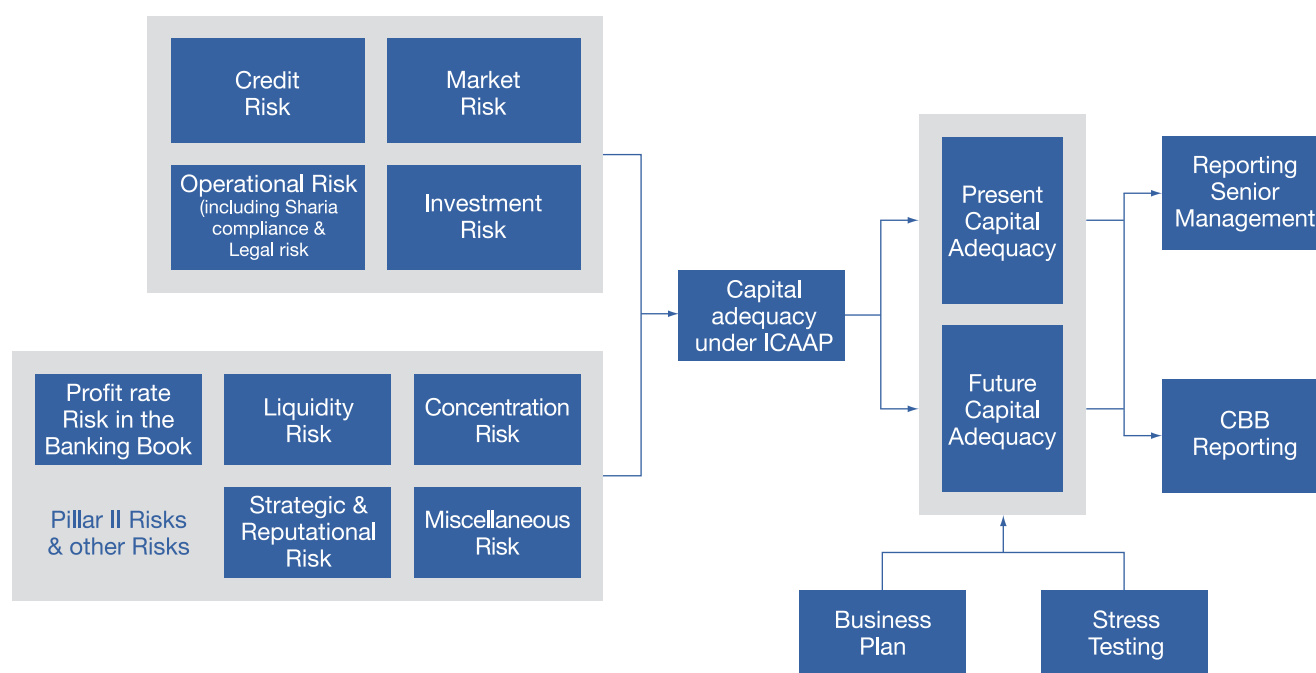 Credit
Risk
Market
Risk
Operational Risk
(including Sharia
compliance &
Legal risk
Investment
Risk
Profit rate
Risk in the
Banking Book
Liquidity
Risk
Concentration
Risk
Pillar II Risks
& other Risks
Strategic &
Reputational
Risk
Miscellaneous
Risk
Capital
adequacy
under ICAAP
Present
Capital
Adequacy
Future
Capital
Adequacy
Reporting
Senior
Management
CBB
Reporting
Business
Plan
Stress
Testing